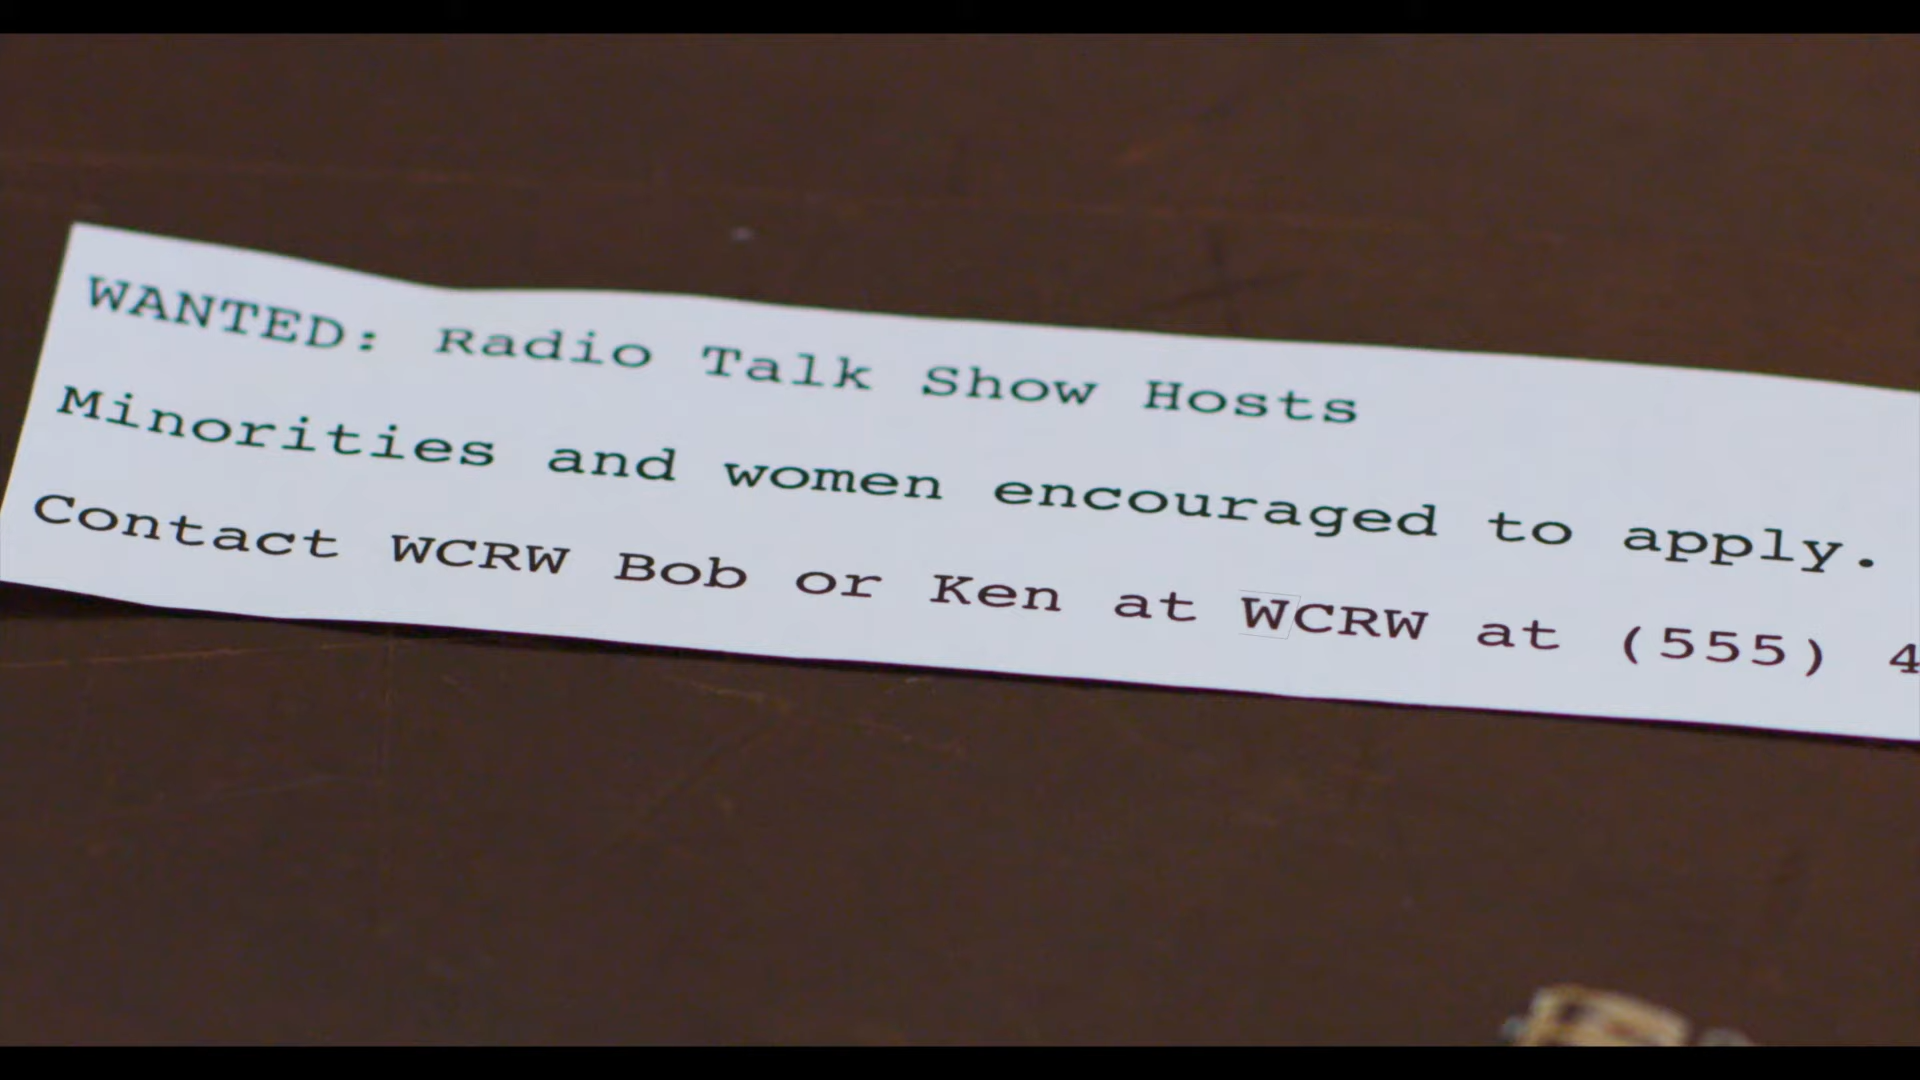 WANTED: Radio Talk Show Hosts
Minorities and women encouraged to apply.
Contact WCRW Bob or Ken at WCRW at (555) 4